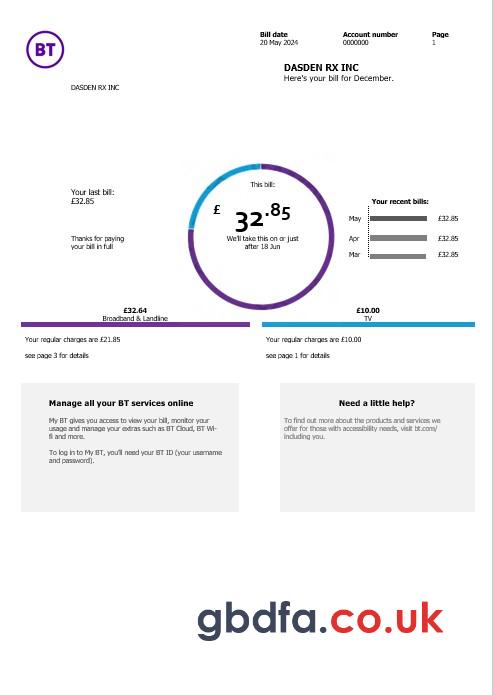 BT
Bill date Account number Page
20 May 2024 0000000 1
DASDEN RX INC
Here's your bill for December.
DASDEN RX INC
Your last bill:
£32.85
Thanks for paying
your bill in full
This bill:
£32.85
We'll take this on or just
after 18 Jun
Your recent bills:
May £32.85
Apr £32.85
Mar £32.85
£32.64
Broadband & Landline
Your regular charges are £21.85
see page 3 for details
£10.00
TV
Your regular charges are £10.00
see page 1 for details
Manage all your BT services online
My BT gives you access to view your bill, monitor your
usage and manage your extras such as BT Cloud, BT Wi-
fi and more.
To log in to My BT, you'll need your BT ID (your username
and password).
Need a little help?
To find out more about the products and services we
offer for those with accessibility needs, visit bt.com/
including you.
gbdfa.co.uk